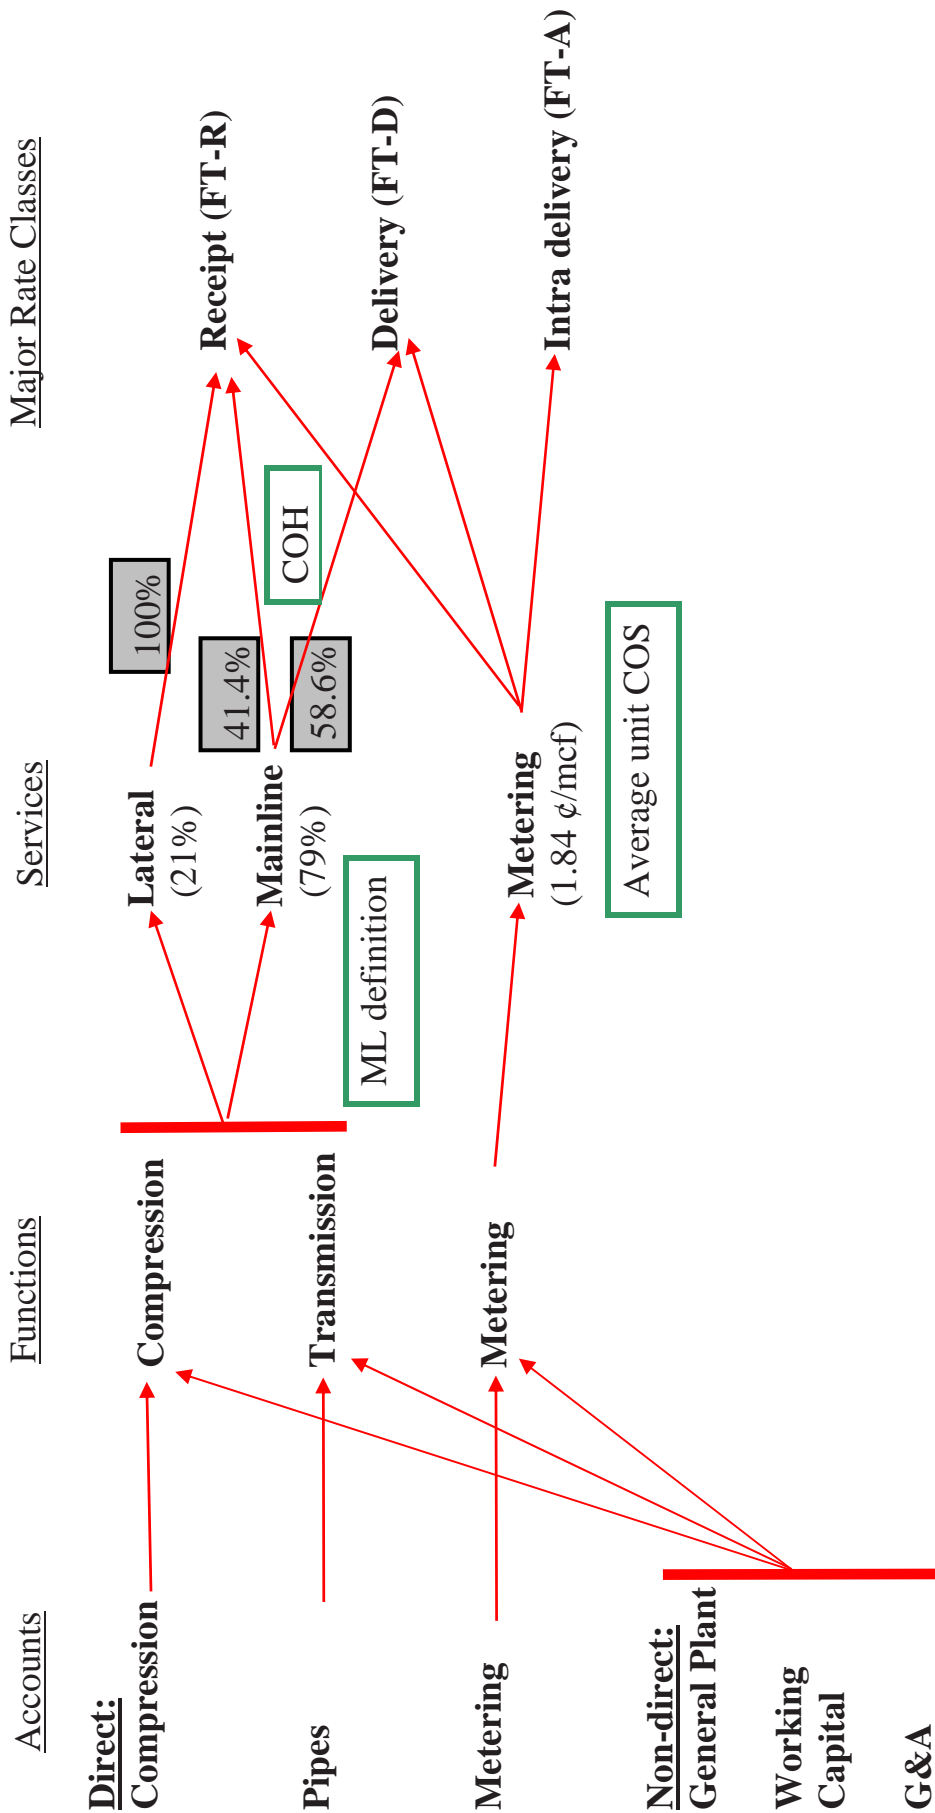 Accounts
Functions
Services
Major Rate Classes
Direct:
Compression
Pipes
Metering
Non-direct:
General Plant
Working
Capital
G&A
Compression
Transmission
Metering
Lateral
(21%)
Mainline
(79%)
ML definition
Metering
(1.84 ¢/mcf)
Average unit COS
100%
41.4%
58.6%
COH
Receipt (FT-R)
Delivery (FT-D)
Intra delivery (FT-A)